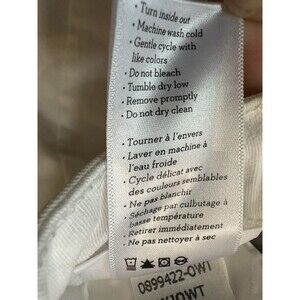 • Turn inside out
• Machine wash cold
• Gentle cycle with
like colors
• Do not bleach
• Tumble dry low
• Remove promptly
• Do not dry clean
• Tourner à l'envers
• Laver en machine à
l'eau froide
• Cycle délicat avec
des couleurs semblables
• Ne pas blanchir
• Séchage par culbutage à
basse température
• Retirer immédiatement
• Ne pas nettoyer à sec
0899422-0WT